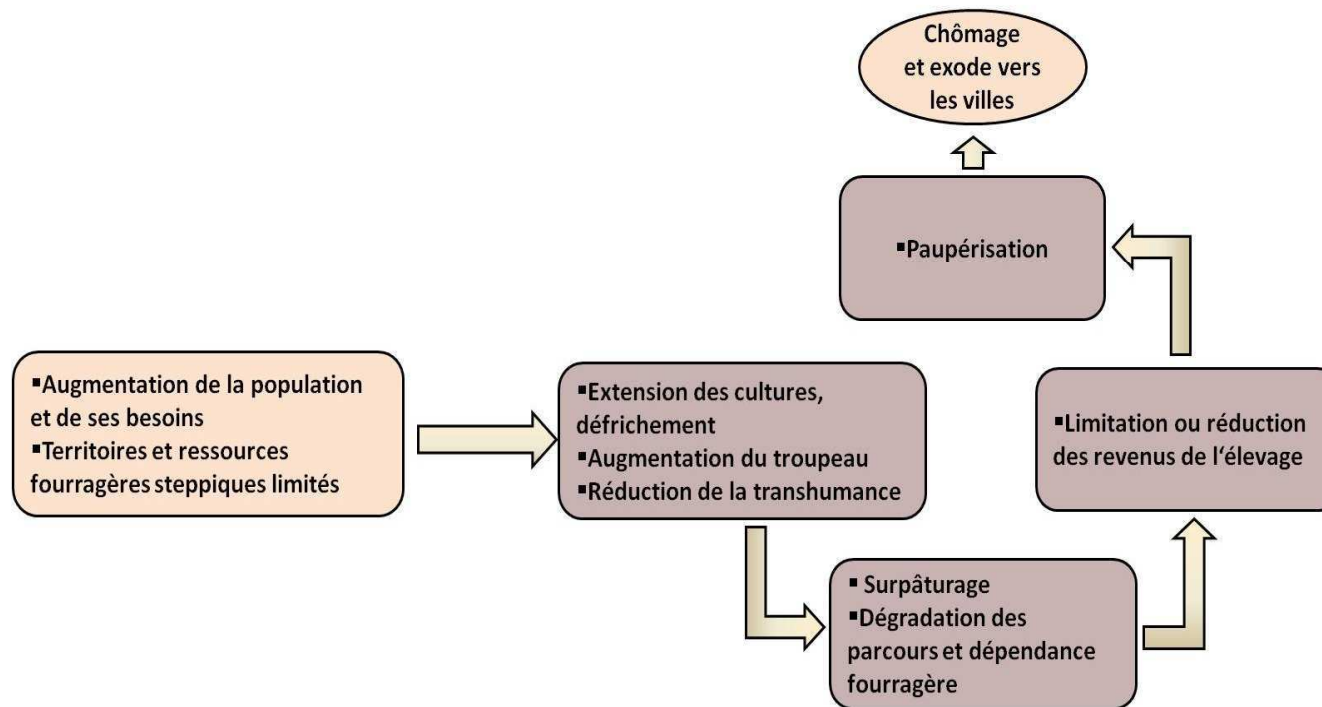 Chômage
et exode vers
les villes
▪Paupérisation
▪Augmentation de la population
et de ses besoins
▪Territoires et ressources
fourragères steppiques limités
▪Extension des cultures,
défrichement
▪Augmentation du troupeau
▪Réduction de la transhumance
▪Limitation ou réduction
des revenus de l‘élevage
▪ Surpâturage
▪Dégradation des
parcours et dépendance
fourragère